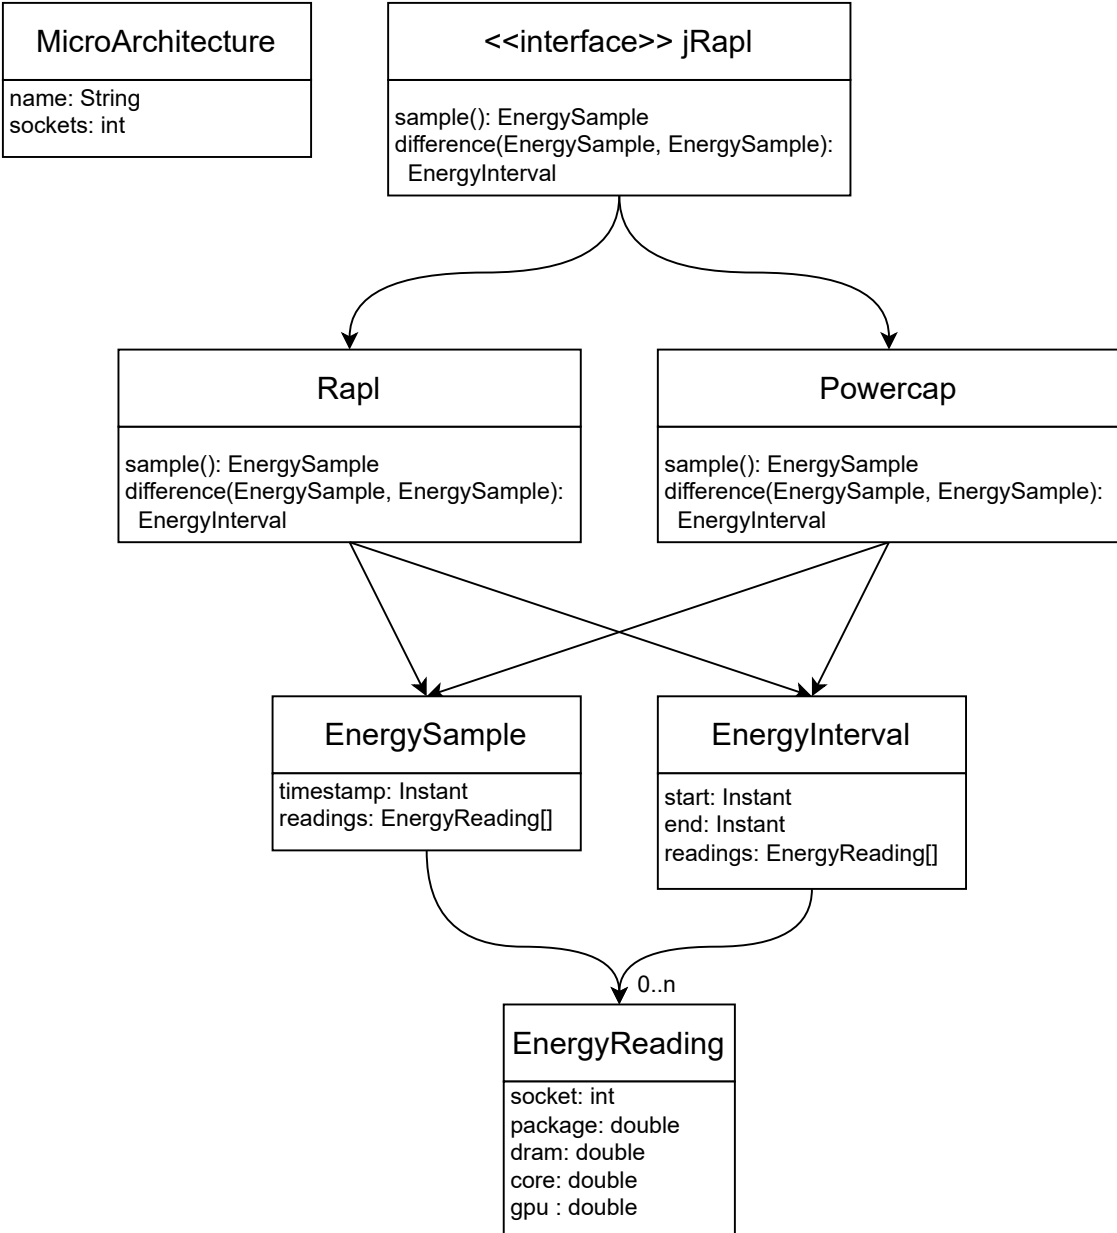 MicroArchitecture
name: String
sockets: int
<<interface>> jRapl
sample(): EnergySample
difference(EnergySample, EnergySample):
EnergyInterval
Rapl
sample(): EnergySample
difference(EnergySample, EnergySample):
EnergyInterval
Powercap
sample(): EnergySample
difference(EnergySample, EnergySample):
EnergyInterval
EnergySample
timestamp: Instant
readings: EnergyReading[]
EnergyInterval
start: Instant
end: Instant
readings: EnergyReading[]
0..n
EnergyReading
socket: int
package: double
dram: double
core: double
gpu : double